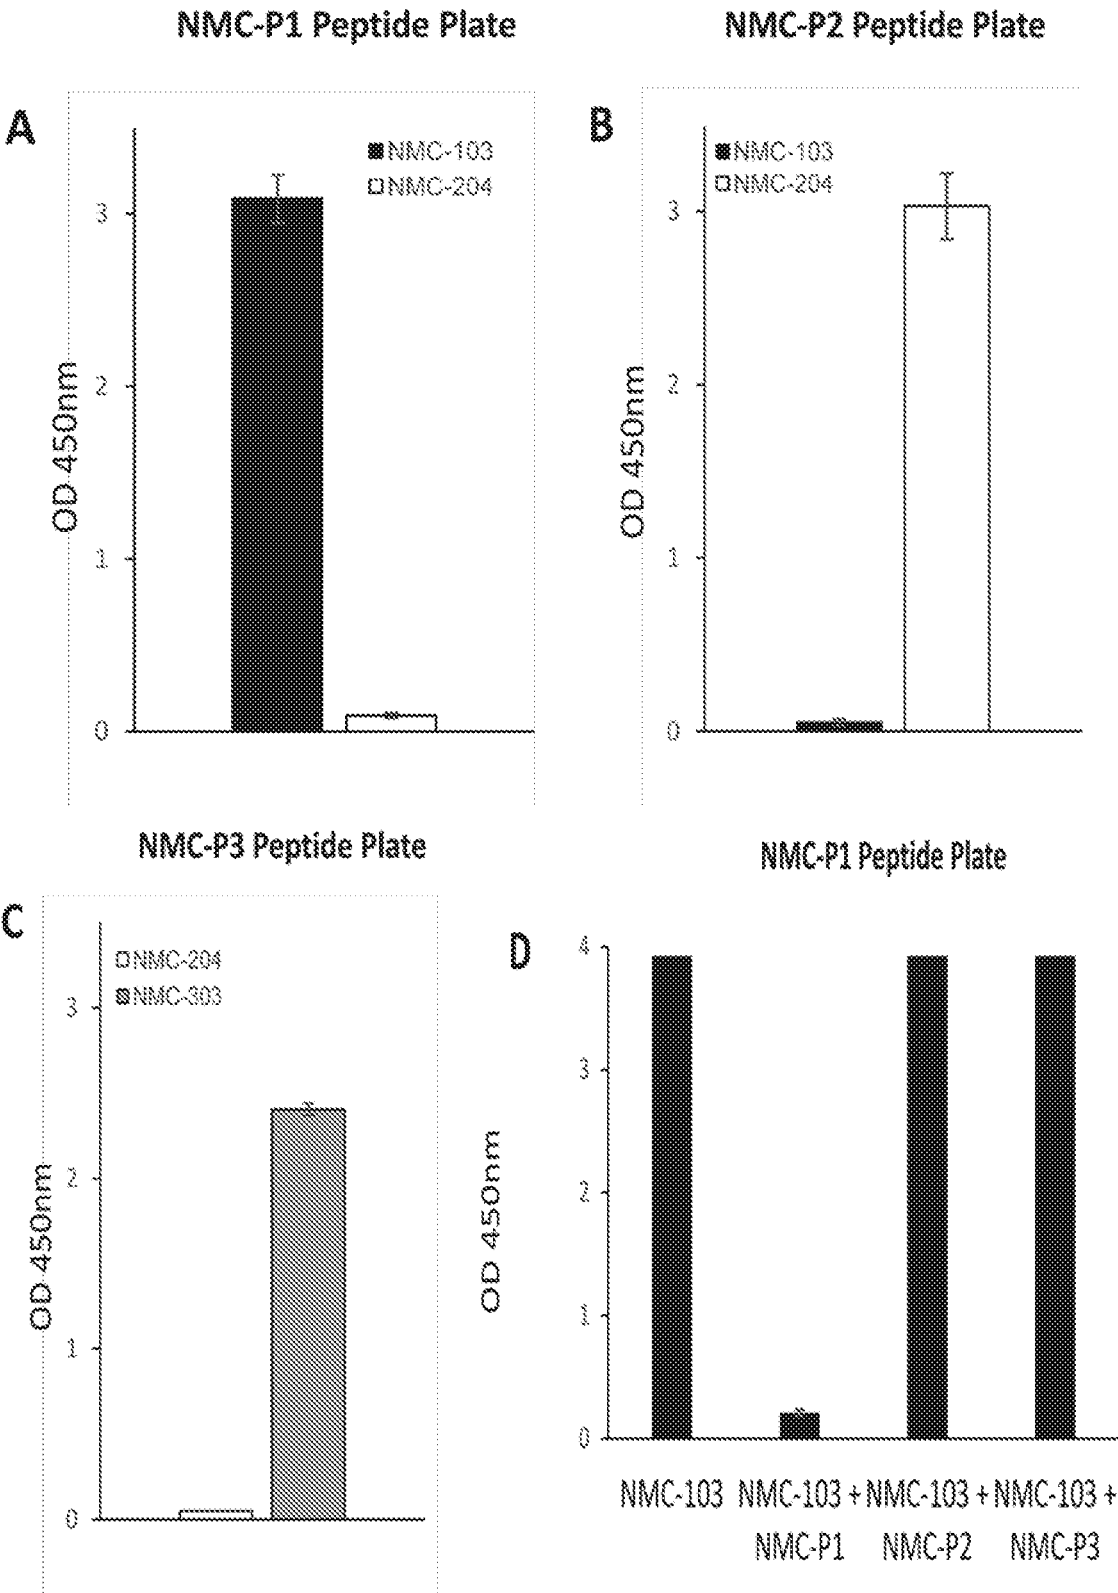 NMC-P1 Peptide Plate
A
NMC-103
NMC-204
3
2
1
0
OD 450nm
NMC-P2 Peptide Plate
B
NMC-103
NMC-204
3
2
1
0
OD 450nm
NMC-P3 Peptide Plate
C
NMC-204
NMC-303
3
2
1
0
OD 450nm
NMC-P1 Peptide Plate
D
4
3
2
1
0
OD 450nm
NMC-103 NMC-103 + NMC-103 + NMC-103 +
NMC-P1 NMC-P2 NMC-P3